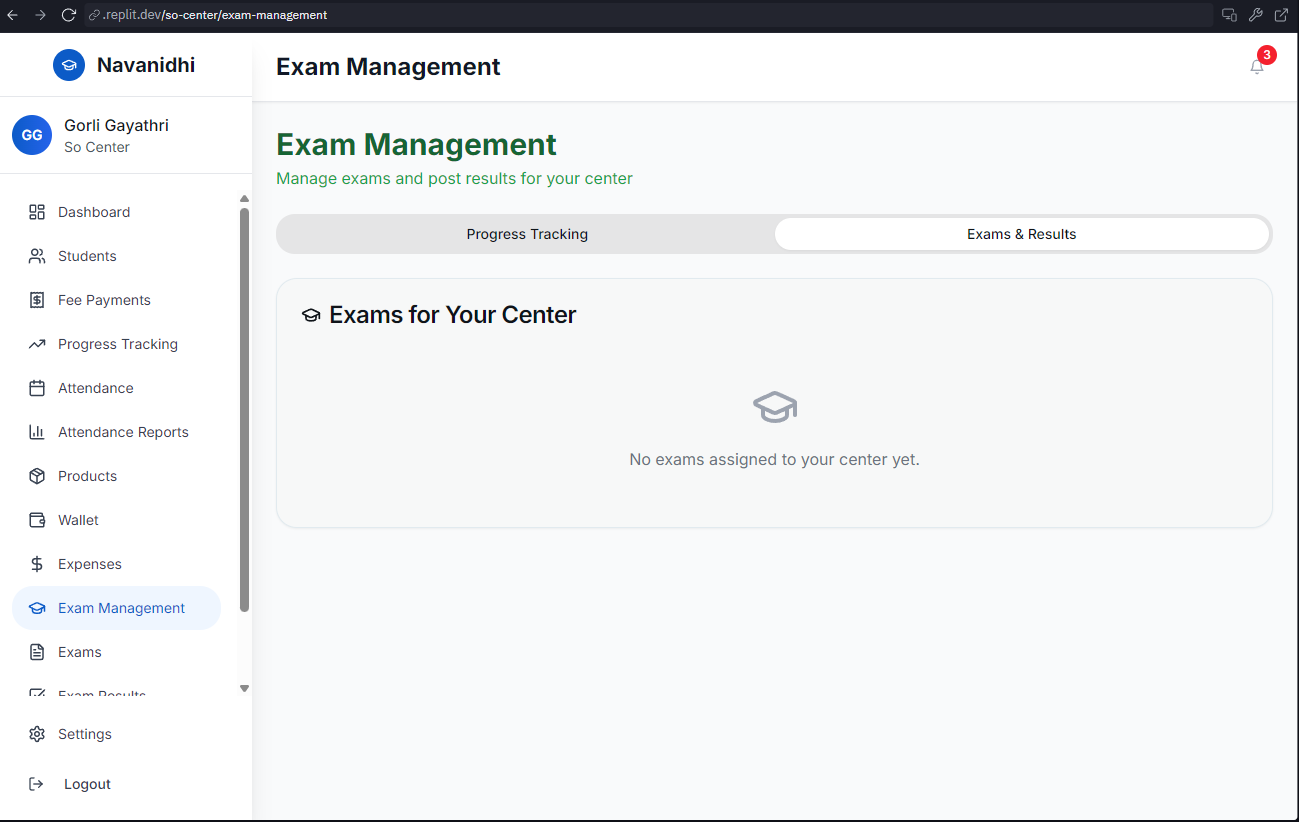 .replit.dev/so-center/exam-management
Navanidhi
Exam Management
3
GG
Gorli Gayathri
So Center
Dashboard
Students
Fee Payments
Progress Tracking
Attendance
Attendance Reports
Products
Wallet
Expenses
Exam Management
Exams
Exam Results
Settings
Logout
Exam Management
Manage exams and post results for your center
Progress Tracking
Exams & Results
Exams for Your Center
No exams assigned to your center yet.